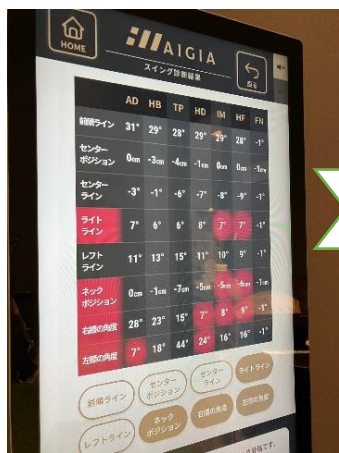 HOME
AIGIA
スイング診断結果
戻る
AD HB TP HD IM HF FN
前傾ライン 31° 29° 28° 29° 29° 28° -1°
センター
ポジション 0cm -3cm -4cm -1cm 0cm 0cm -1cm
センター
ライン -3° -1° -6° -7° -8° -9° -1°
ライト
ライン 7° 6° 6° 8° 7° 7° -1°
レフト
ライン 11° 13° 15° 11° 10° 9° -1°
ネック
ポジション 0cm -1cm -7cm -5cm -5cm -6cm -1cm
右膝の角度 28° 23° 15° 7° 8° 9° -1°
左膝の角度 7° 18° 44° 24° 16° 16° -1°
前傾ライン
センター
ポジション
センター
ライン
ライトライン
レフトライン
ネック
ポジション
右膝の角度
左膝の角度